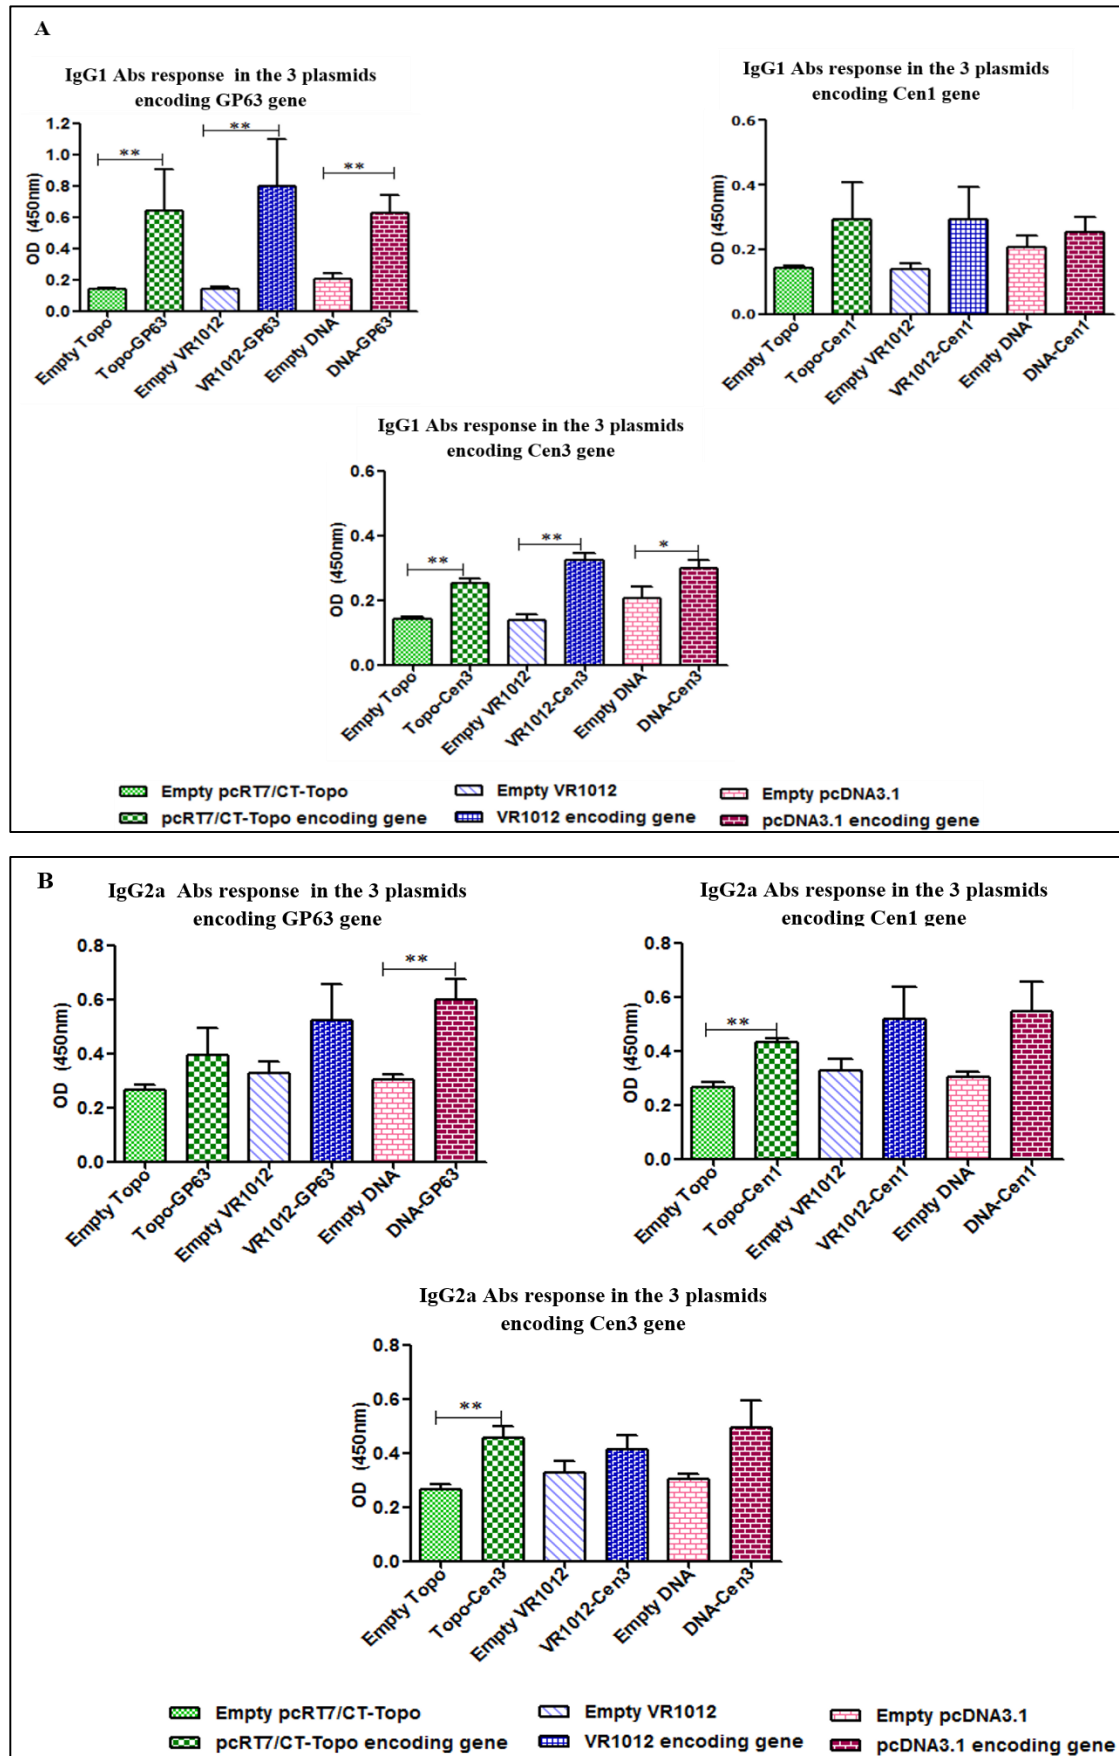 A
IgG1 Abs response in the 3 plasmids
encoding GP63 gene
OD (450nm)
1.2
1.0
0.8
0.6
0.4
0.2
0.0
**
**
**
Empty Topo
Topo-GP63
Empty VR1012
VR1012-GP63
Empty DNA
DNA-GP63
IgG1 Abs response in the 3 plasmids
encoding Cen1 gene
OD (450nm)
0.6
0.4
0.2
0.0
Empty Topo
Topo-Cen1
Empty VR1012
VR1012-Cen1
Empty DNA
DNA-Cen1
IgG1 Abs response in the 3 plasmids
encoding Cen3 gene
OD (450nm)
0.6
0.4
0.2
0.0
**
**
*
Empty Topo
Topo-Cen3
Empty VR1012
VR1012-Cen3
Empty DNA
DNA-Cen3
Empty pcRT7/CT-Topo
Empty VR1012
Empty pcDNA3.1
pcRT7/CT-Topo encoding gene
VR1012 encoding gene
pcDNA3.1 encoding gene
B
IgG2a Abs response in the 3 plasmids
encoding GP63 gene
OD (450nm)
0.8
0.6
0.4
0.2
0.0
**
Empty Topo
Topo-GP63
Empty VR1012
VR1012-GP63
Empty DNA
DNA-GP63
IgG2a Abs response in the 3 plasmids
encoding Cen1 gene
OD (450nm)
0.8
0.6
0.4
0.2
0.0
**
Empty Topo
Topo-Cen1
Empty VR1012
VR1012-Cen1
Empty DNA
DNA-Cen1
IgG2a Abs response in the 3 plasmids
encoding Cen3 gene
OD (450nm)
0.8
0.6
0.4
0.2
0.0
**
Empty Topo
Topo-Cen3
Empty VR1012
VR1012-Cen3
Empty DNA
DNA-Cen3
Empty pcRT7/CT-Topo
Empty VR1012
Empty pcDNA3.1
pcRT7/CT-Topo encoding gene
VR1012 encoding gene
pcDNA3.1 encoding gene